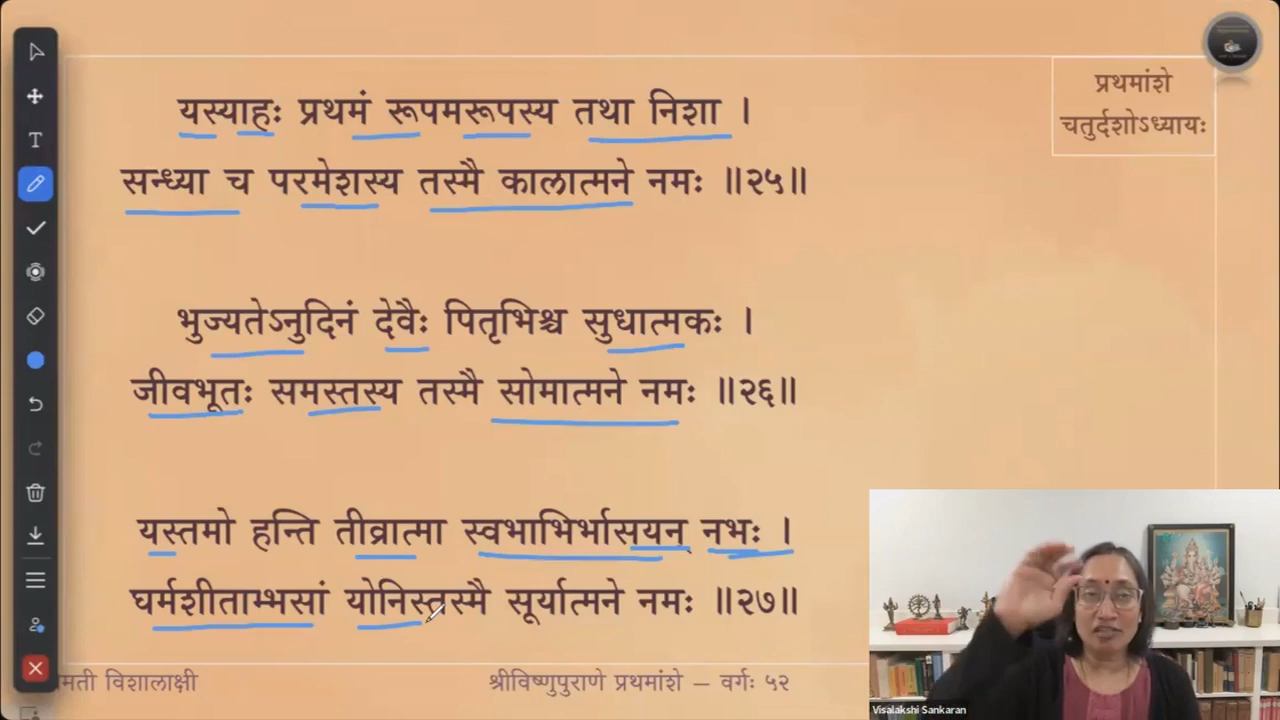 प्रथमांशे
चतुर्दशोऽध्यायः
यस्याहः प्रथमं रूपमरूपस्य तथा निशा ।
सन्ध्या च परमेशस्य तस्मै कालात्मने नमः ॥२५॥
भुज्यतेऽनुदिनं देवैः पितृभिश्च सुधात्मकः ।
जीवभूतः समस्तस्य तस्मै सोमात्मने नमः ॥२६॥
यस्तमो हन्ति तीव्रात्मा स्वभाभिर्भासयन् नभः ।
घर्मशीताम्भसां योनिस्तस्मै सूर्यात्मने नमः ॥२७॥
मती विशालाक्षी
श्रीविष्णुपुराणे प्रथमांशे – वर्गः ५२
Visalakshi Sankaran